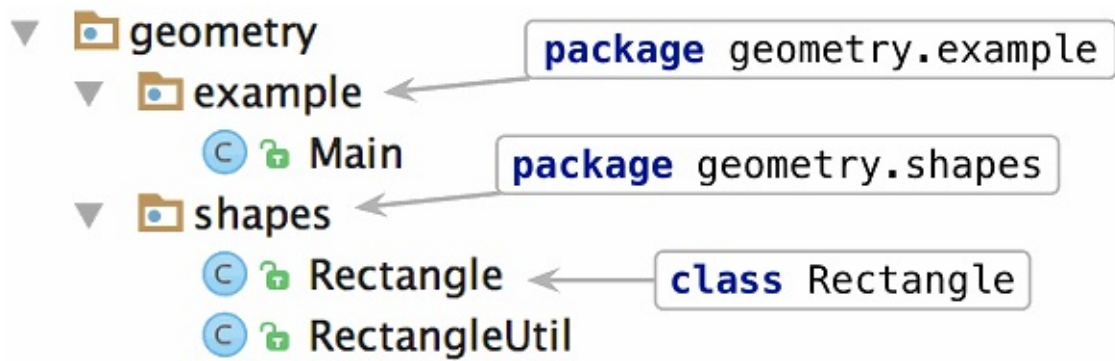 geometry
package geometry.example
example
Main
package geometry.shapes
shapes
Rectangle
class Rectangle
RectangleUtil